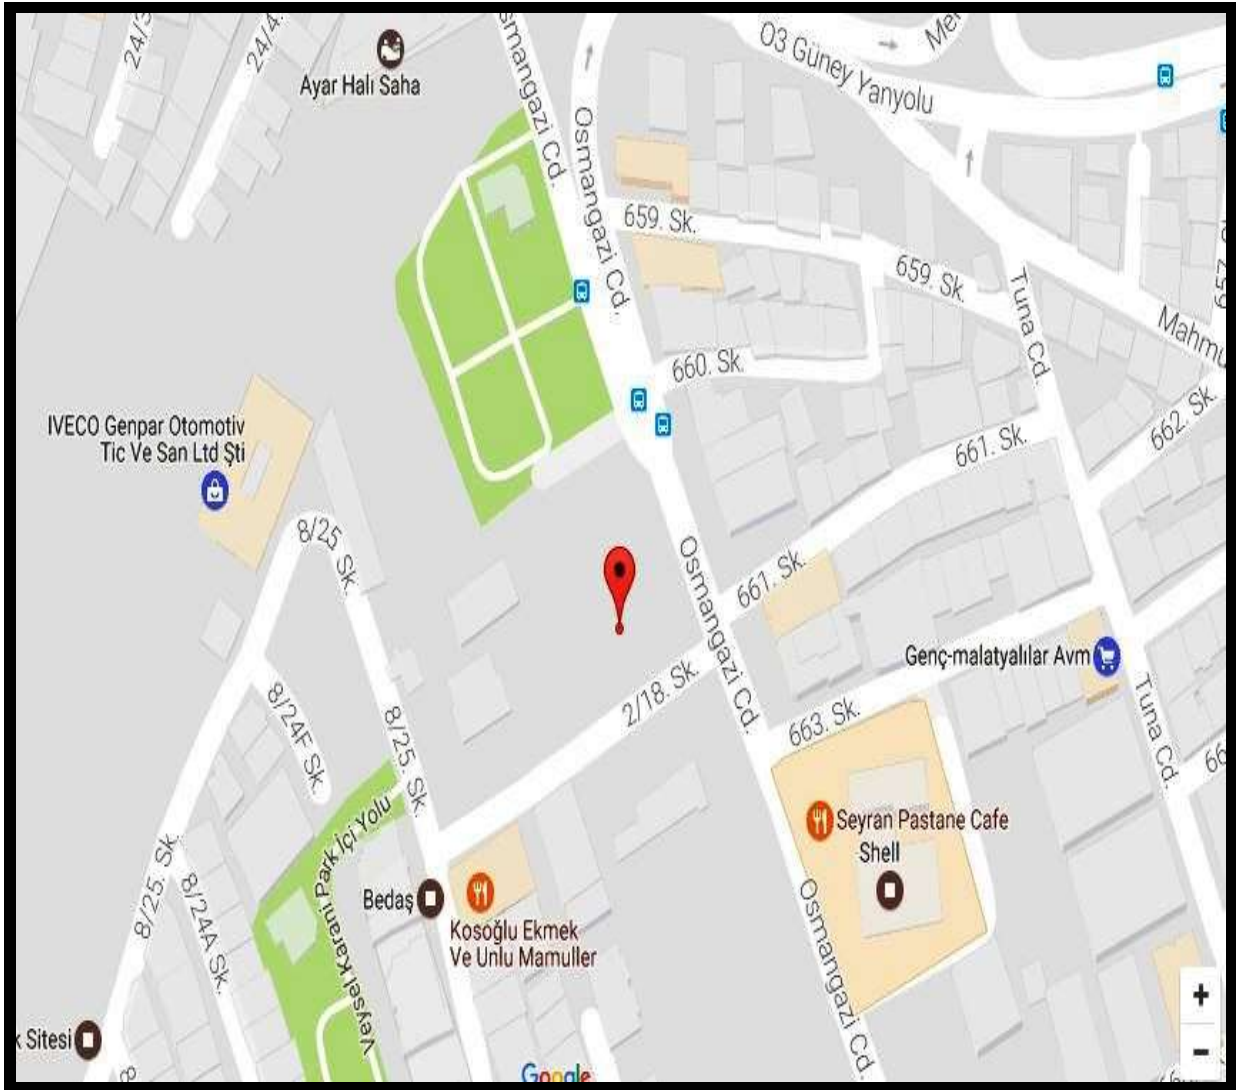 24/3
24/4.
Ayar Halı Saha
smangazi Cd.
Osmangazi Cd.
O3 Güney Yanyolu
659. Sk.
659. Sk.
Tuna Cd.
657. 
Mahmu
660. Sk.
662. Sk.
661. Sk.
IVECO Genpar Otomotiv
Tic Ve San Ltd Şti
8/25 Sk.
Osmangazi Cd.
661. Sk.
Genç-malatyalılar Avm
2/18. Sk.
8/24F Sk.
8/25. Sk.
663. Sk.
Tuna Cd.
66
Seyran Pastane Cafe
Shell
Veysel Karani Park İçi Yolu
8/25. Sk.
8/24A Sk.
Bedaş
Kosoğlu Ekmek
Ve Unlu Mamuller
Osmangazi Cd.
k Sitesi
+
−
Google